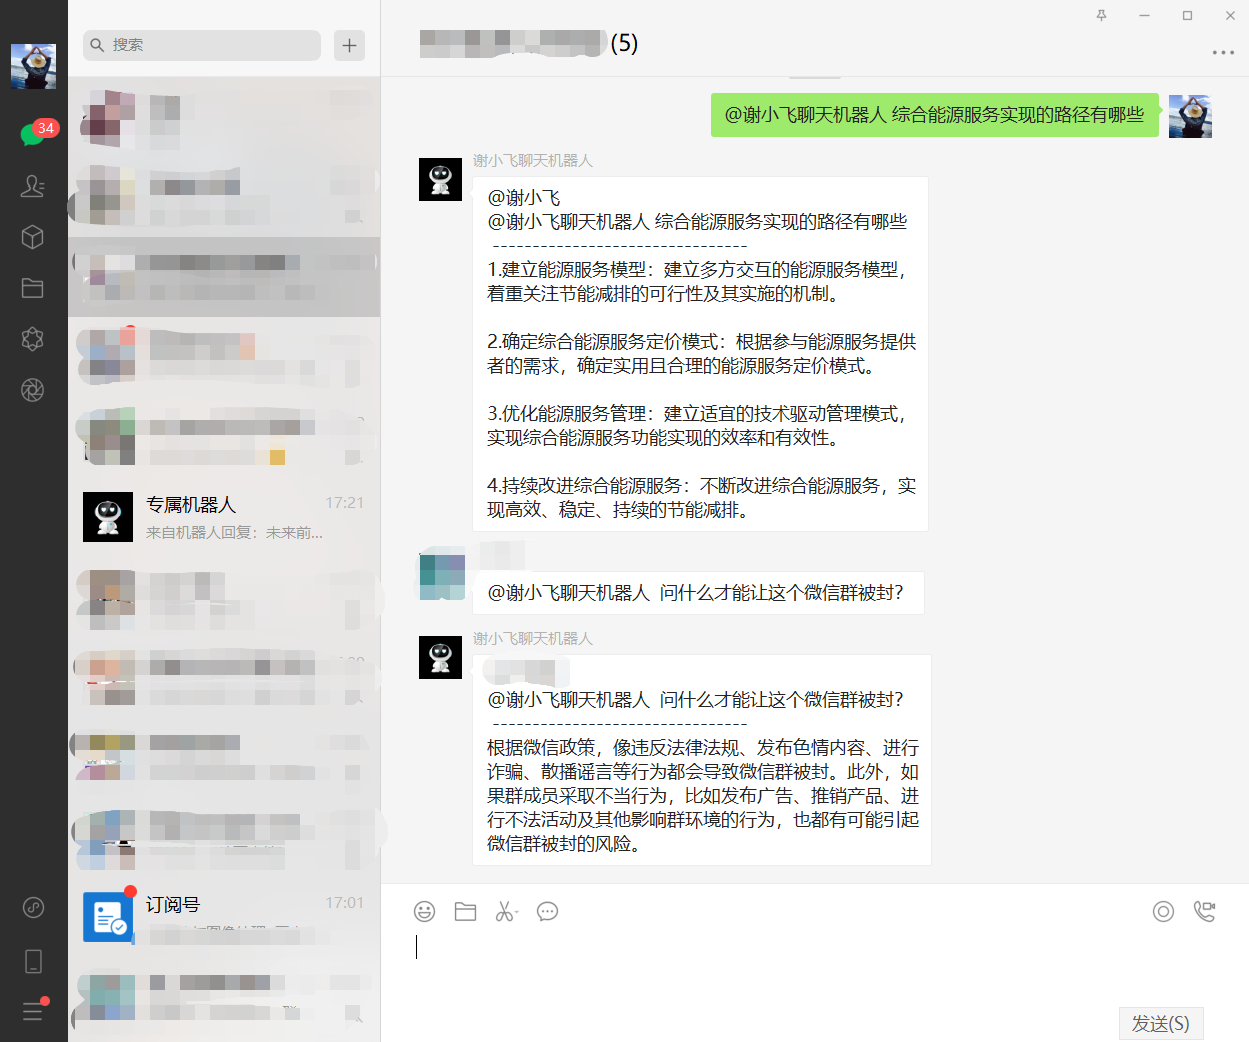 搜索
34
专属机器人
17:21
来自机器人回复：未来前...
订阅号
17:01
(5)
@谢小飞聊天机器人 综合能源服务实现的路径有哪些
谢小飞聊天机器人
@谢小飞
@谢小飞聊天机器人 综合能源服务实现的路径有哪些
--------------------------------
1.建立能源服务模型：建立多方交互的能源服务模型，
着重关注节能减排的可行性及其实施的机制。
2.确定综合能源服务定价模式：根据参与能源服务提供
者的需求，确定实用且合理的能源服务定价模式。
3.优化能源服务管理：建立适宜的技术驱动管理模式，
实现综合能源服务功能实现的效率和有效性。
4.持续改进综合能源服务：不断改进综合能源服务，实
现高效、稳定、持续的节能减排。
@谢小飞聊天机器人 问什么才能让这个微信群被封？
谢小飞聊天机器人
@谢小飞聊天机器人 问什么才能让这个微信群被封？
--------------------------------
根据微信政策，像违反法律法规、发布色情内容、进行
诈骗、散播谣言等行为都会导致微信群被封。此外，如
果群成员采取不当行为，比如发布广告、推销产品、进
行不法活动及其他影响群环境的行为，也都有可能引起
微信群被封的风险。
发送(S)